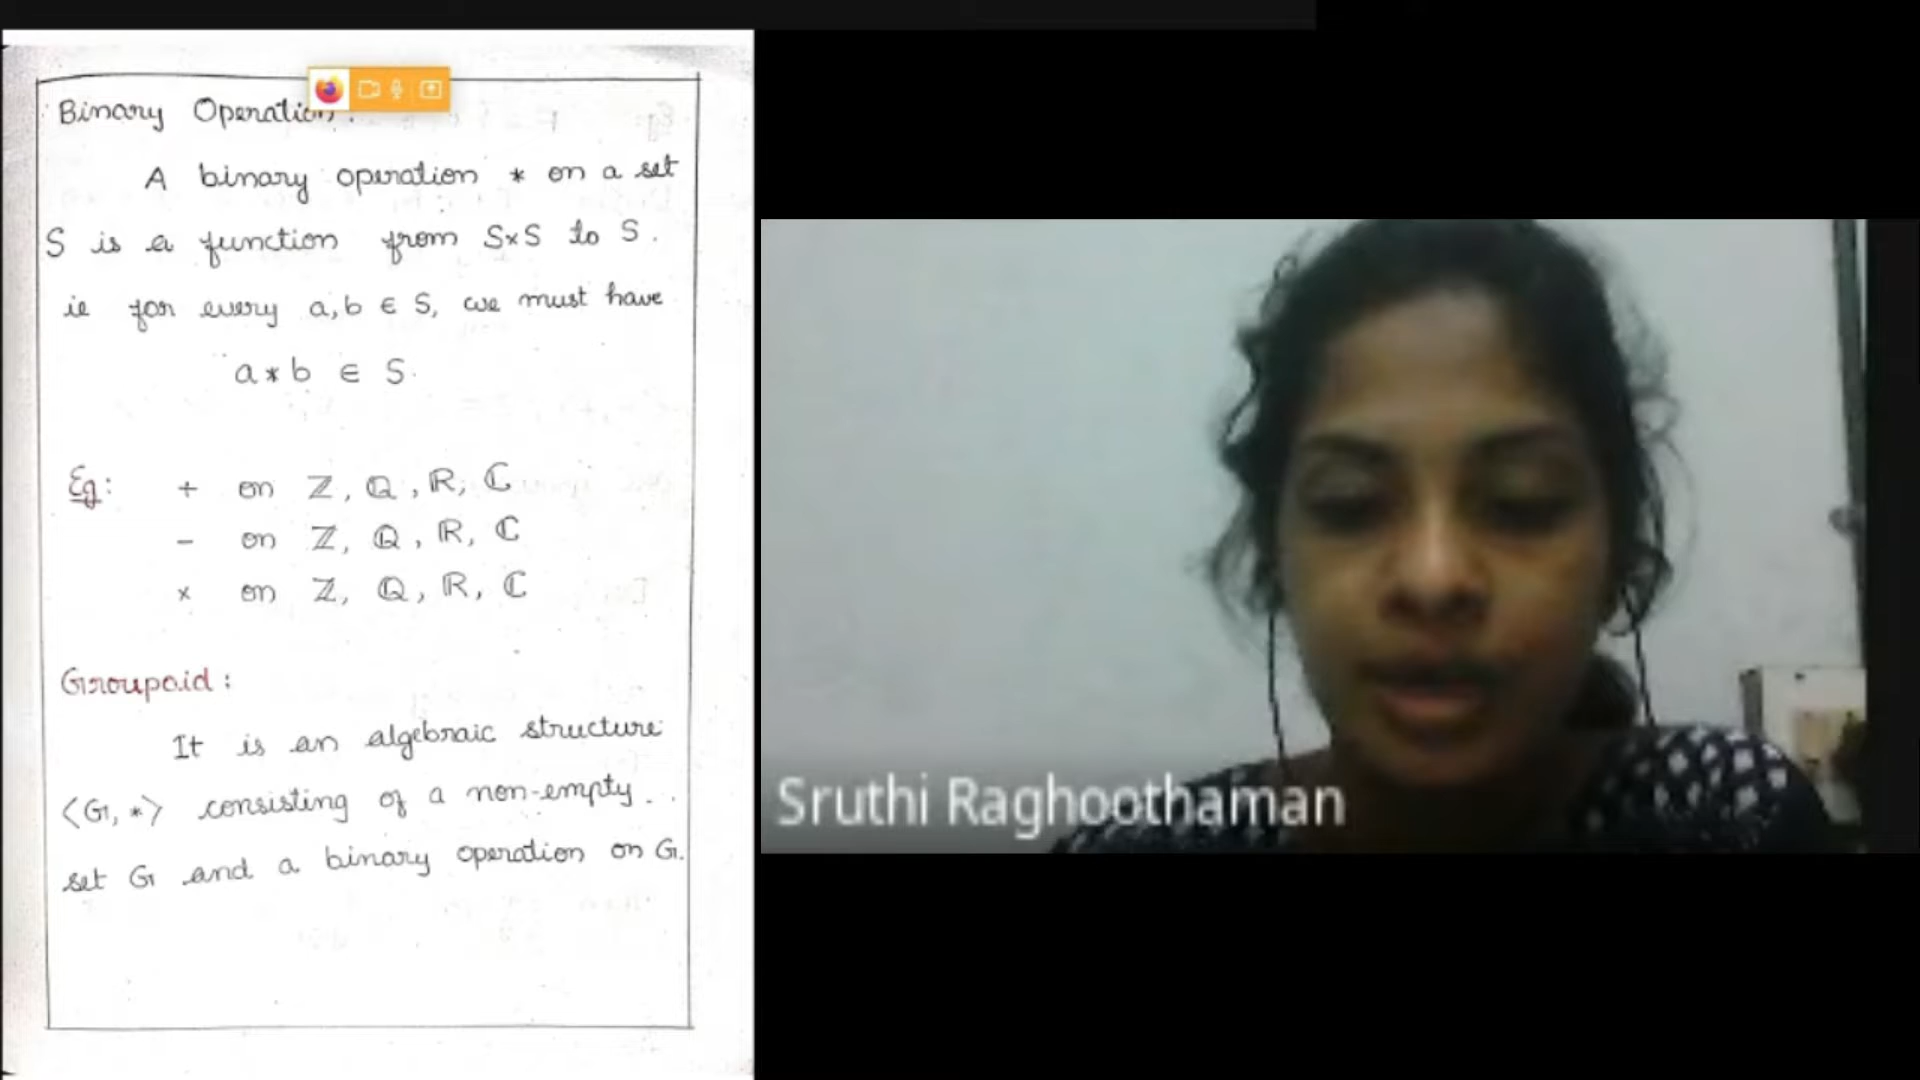 Binary Operation:
A binary operation * on a set
S is a function from S×S to S.
ie for every a, b ∈ S, we must have
a * b ∈ S.
Eg: + on ℤ, ℚ, ℝ, ℂ
- on ℤ, ℚ, ℝ, ℂ
× on ℤ, ℚ, ℝ, ℂ
Groupoid:
It is an algebraic structure
⟨G, *⟩ consisting of a non-empty
set G and a binary operation on G.
Sruthi Raghoothaman